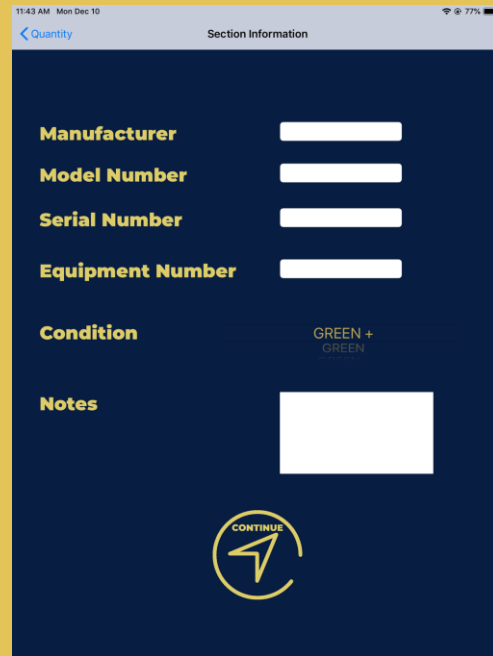 11:43 AM Mon Dec 10 77%
Quantity Section Information
Manufacturer
Model Number
Serial Number
Equipment Number
Condition GREEN +
GREEN
Notes
CONTINUE